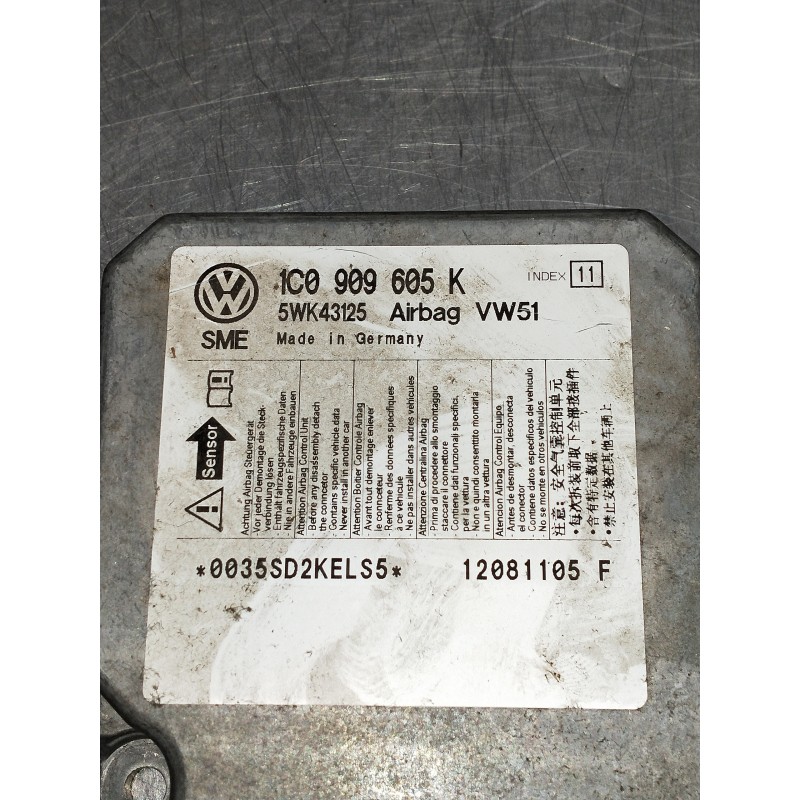 1C0 909 605 K
INDEX 11
5WK43125 Airbag VW51
SME Made in Germany
Sensor
Achtung Airbag Steuergerät
- Vor jeder Demontage die Steck-
verbindung lösen
- Enthält fahrzeugspezifische Daten
Nie in andere Fahrzeuge einbauen
Attention Airbag Control Unit
- Before any disassembly detach
the connector
- Contains specific vehicle data
- Never install in another car
Attention Boitier Controle Airbag
- Avant tout demontage enlever
le connecteur
- Renferme des données spécifiques
a ce vehicule
- Ne pas installer dans autres véhicules
Attenzione Centralina Airbag
- Prima di procedere allo smontaggio
staccare il connettore
- Contiene dati funzionali specifici,
per la vettura
- Non e quindi consentito montarla
in un altra vettura
Atencion Airbag Control Equipo
- Antes de desmontar, desconecta
el conector
- Contiene datos especificos del vehiculo
- No se monte en otros vehiculos
注意: 安全气囊控制单元
• 每次拆装前取下全部接插件
• 含有特定数据,
• 禁止安装在其他车辆上
*0035SD2KELS5* 12081105 F